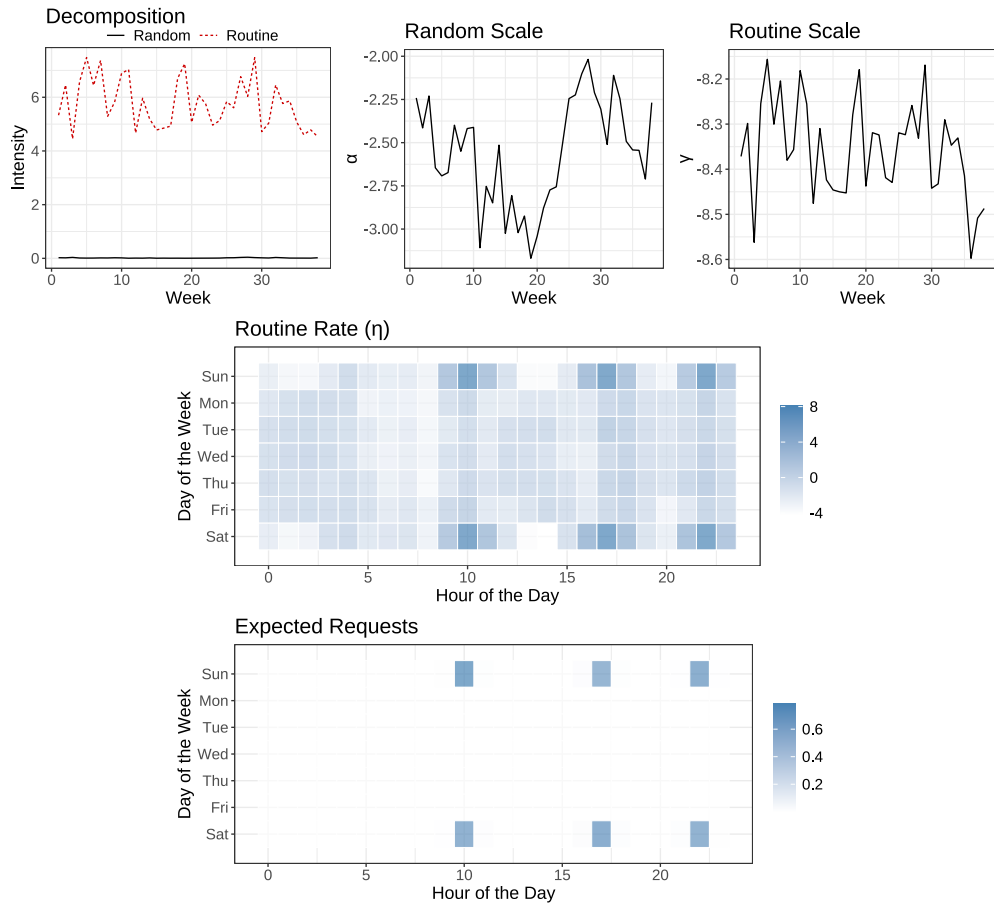 Decomposition
Random Routine
Intensity
6
4
2
0
0 10 20 30
Week
Random Scale
α
-2.00
-2.25
-2.50
-2.75
-3.00
0 10 20 30
Week
Routine Scale
γ
-8.2
-8.3
-8.4
-8.5
-8.6
0 10 20 30
Week
Routine Rate (η)
Day of the Week
Sun
Mon
Tue
Wed
Thu
Fri
Sat
0 5 10 15 20
Hour of the Day
8
4
0
-4
Expected Requests
Day of the Week
Sun
Mon
Tue
Wed
Thu
Fri
Sat
0 5 10 15 20
Hour of the Day
0.6
0.4
0.2